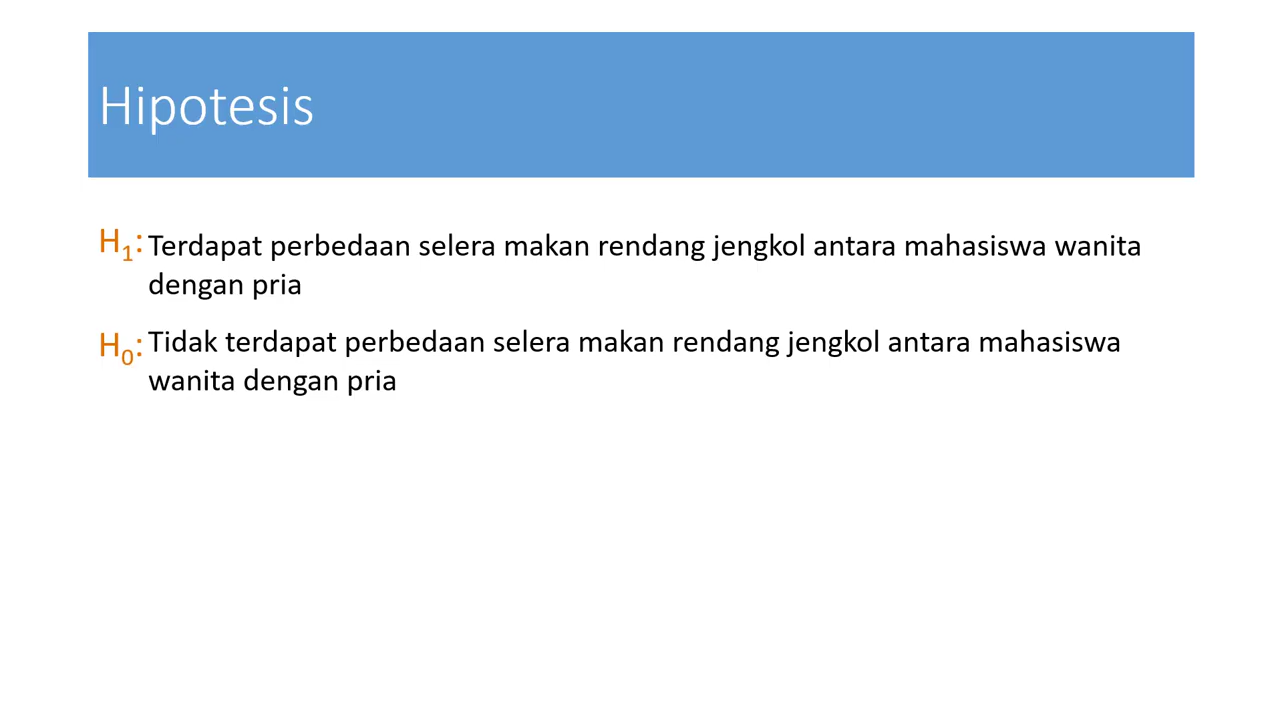 Hipotesis
H1: Terdapat perbedaan selera makan rendang jengkol antara mahasiswa wanita
dengan pria
H0: Tidak terdapat perbedaan selera makan rendang jengkol antara mahasiswa
wanita dengan pria